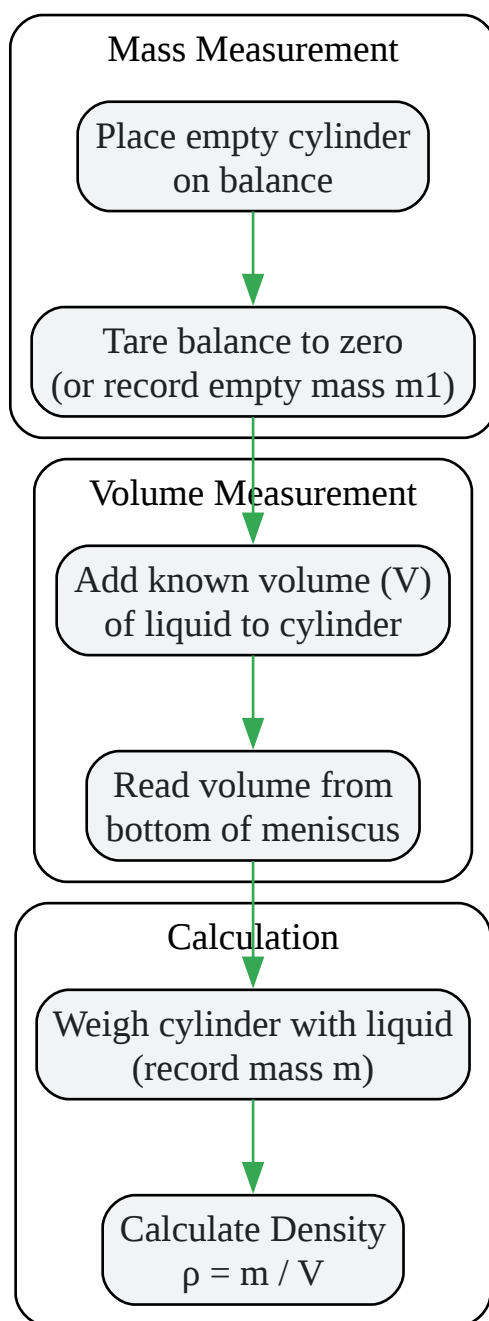 Mass Measurement
Place empty cylinder
on balance
Tare balance to zero
(or record empty mass m1)
Volume Measurement
Add known volume (V)
of liquid to cylinder
Read volume from
bottom of meniscus
Calculation
Weigh cylinder with liquid
(record mass m)
Calculate Density
ρ = m / V